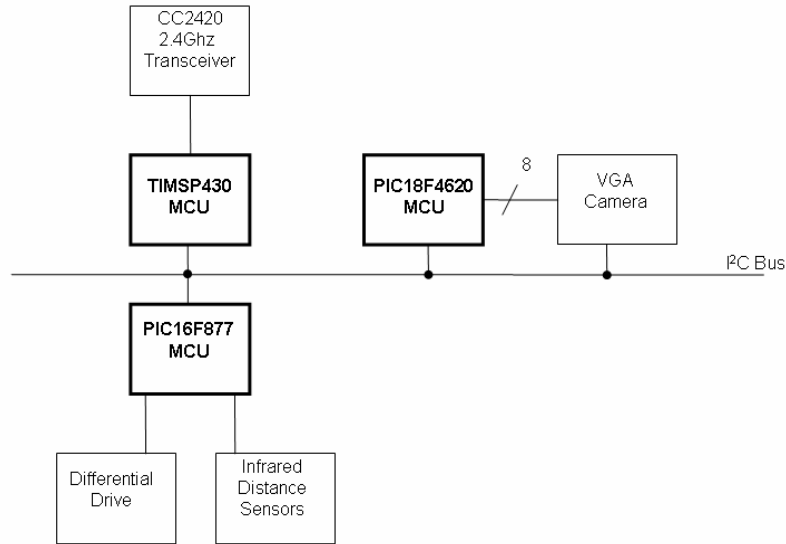 CC2420
2.4Ghz
Transceiver
TIMSP430
MCU
PIC18F4620
MCU
8
VGA
Camera
I²C Bus
PIC16F877
MCU
Differential
Drive
Infrared
Distance
Sensors